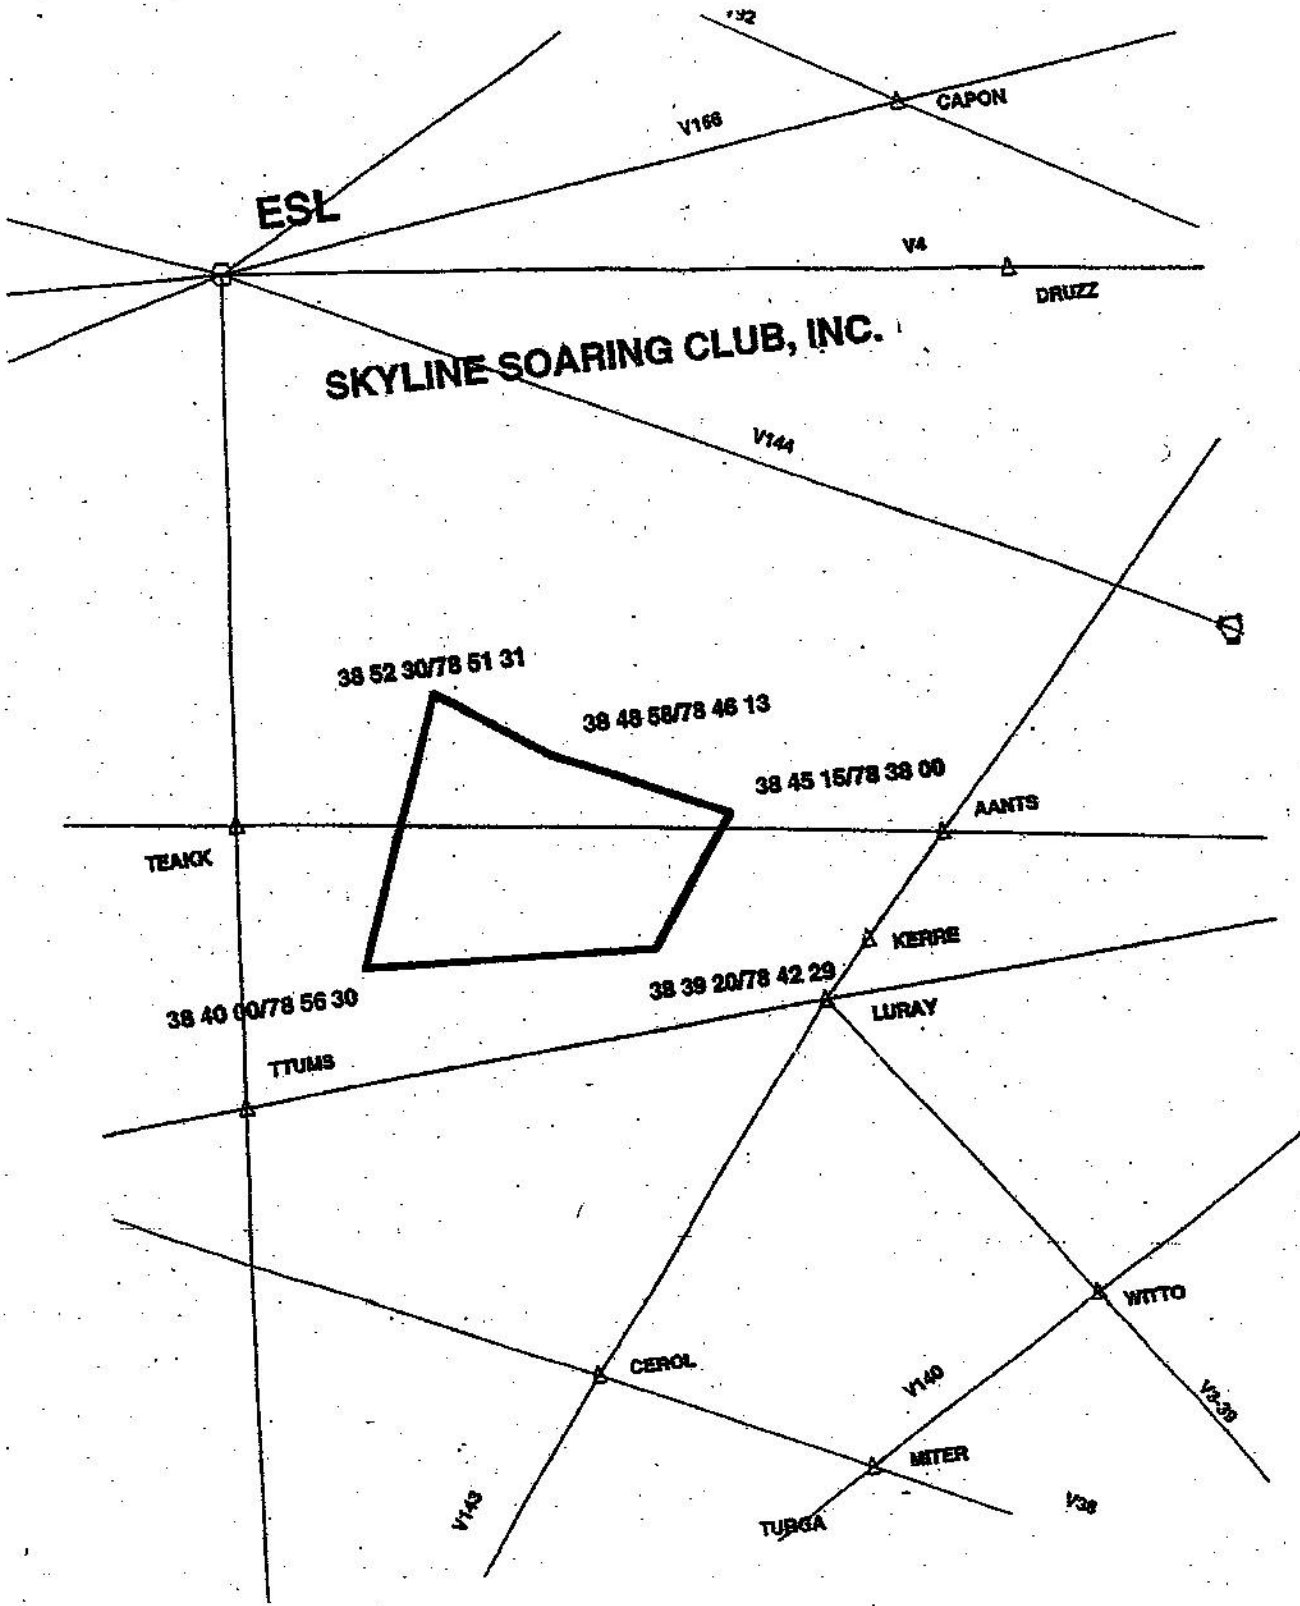 CAPON
V166
ESL
V4
DRUZZ
SKYLINE SOARING CLUB, INC.
V144
38 52 30/78 51 31
38 48 58/78 46 13
38 45 15/78 38 00
AANTS
TEAKK
KERRE
38 39 20/78 42 29
38 40 00/78 56 30
LURAY
TTUMS
WITTO
CEROL
V140
V3-39
MITER
V143
V38
TURGA